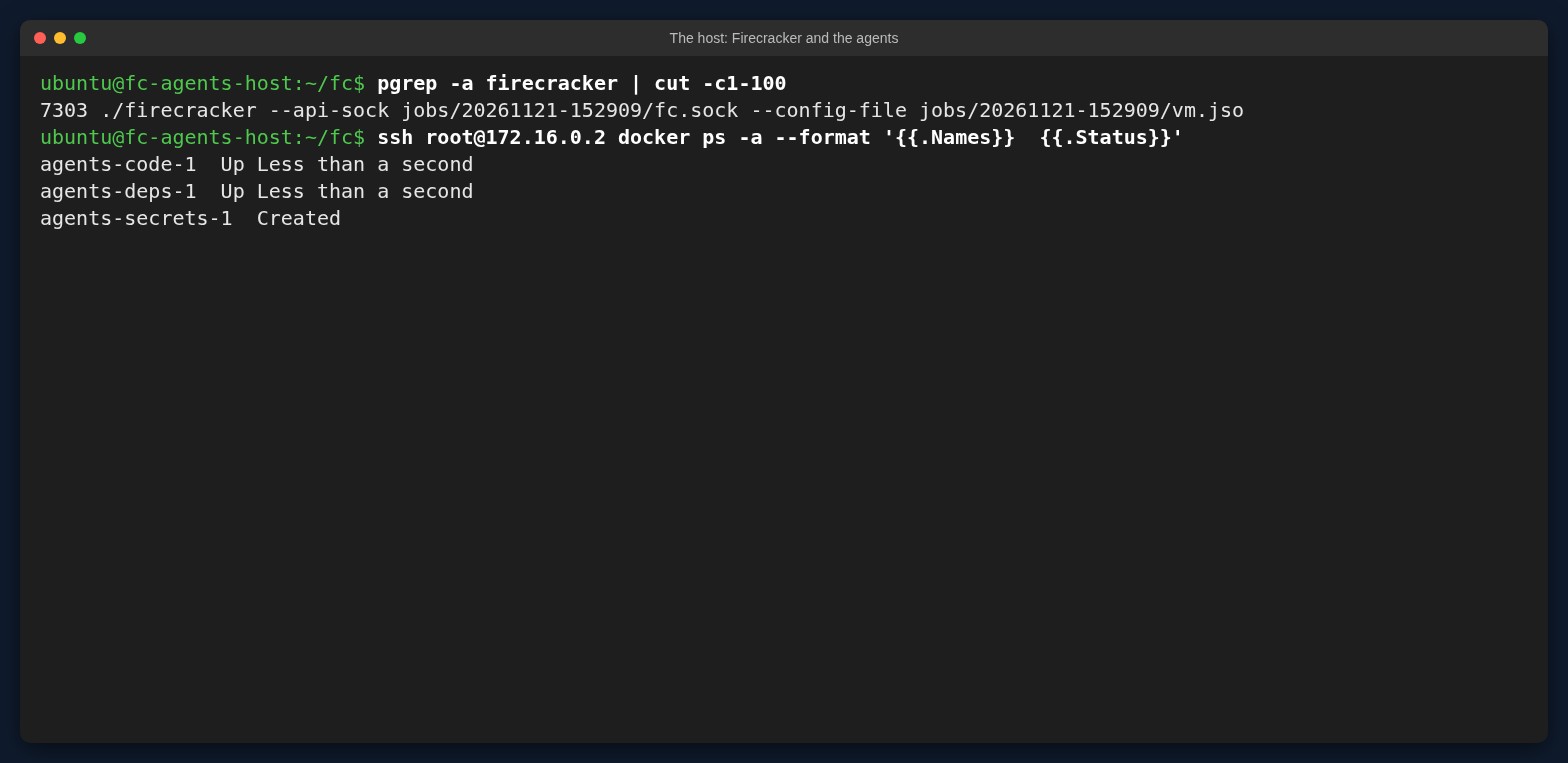 The host: Firecracker and the agents
ubuntu@fc-agents-host:~/fc$ pgrep -a firecracker | cut -c1-100
7303 ./firecracker --api-sock jobs/20261121-152909/fc.sock --config-file jobs/20261121-152909/vm.jso
ubuntu@fc-agents-host:~/fc$ ssh root@172.16.0.2 docker ps -a --format '{{.Names}}  {{.Status}}'
agents-code-1  Up Less than a second
agents-deps-1  Up Less than a second
agents-secrets-1  Created